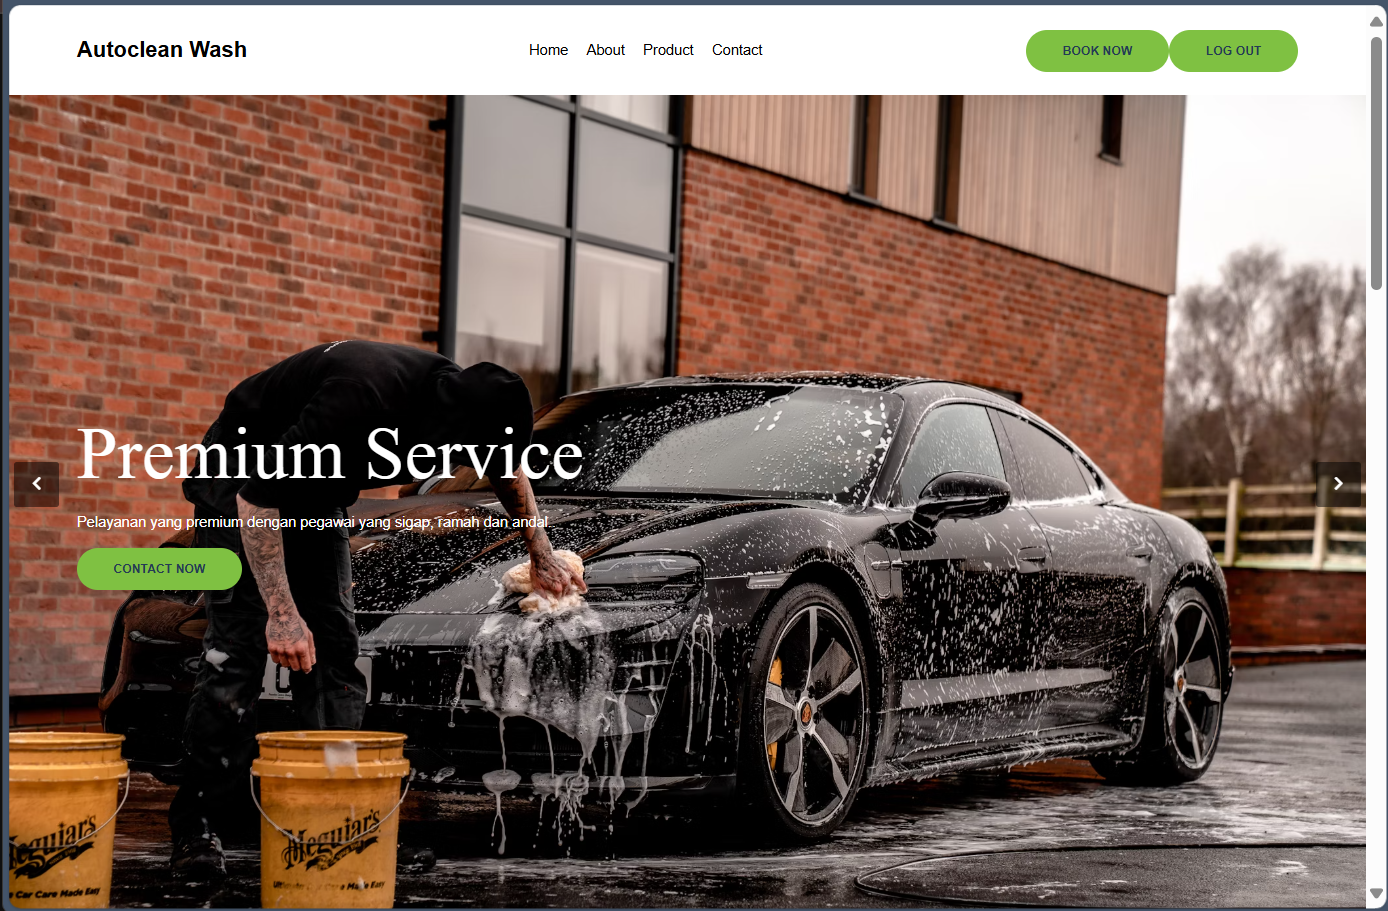 Autoclean Wash
Home About Product Contact
BOOK NOW LOG OUT
Premium Service
Pelayanan yang premium dengan pegawai yang sigap, ramah dan andal.
CONTACT NOW
Meguiar's
Car Care Made Easy
Meguiar's
Car Care Made Easy